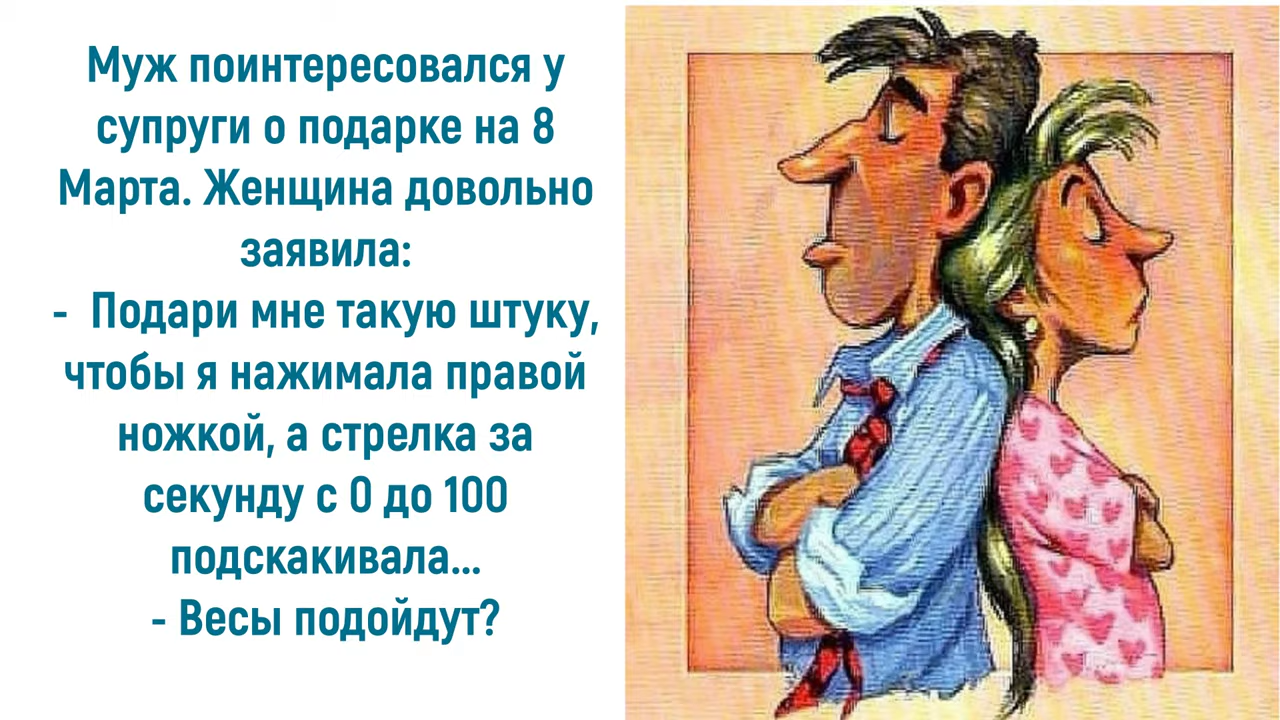 Муж поинтересовался у
супруги о подарке на 8
Марта. Женщина довольно
заявила:
- Подари мне такую штуку,
чтобы я нажимала правой
ножкой, а стрелка за
секунду с 0 до 100
подскакивала...
- Весы подойдут?